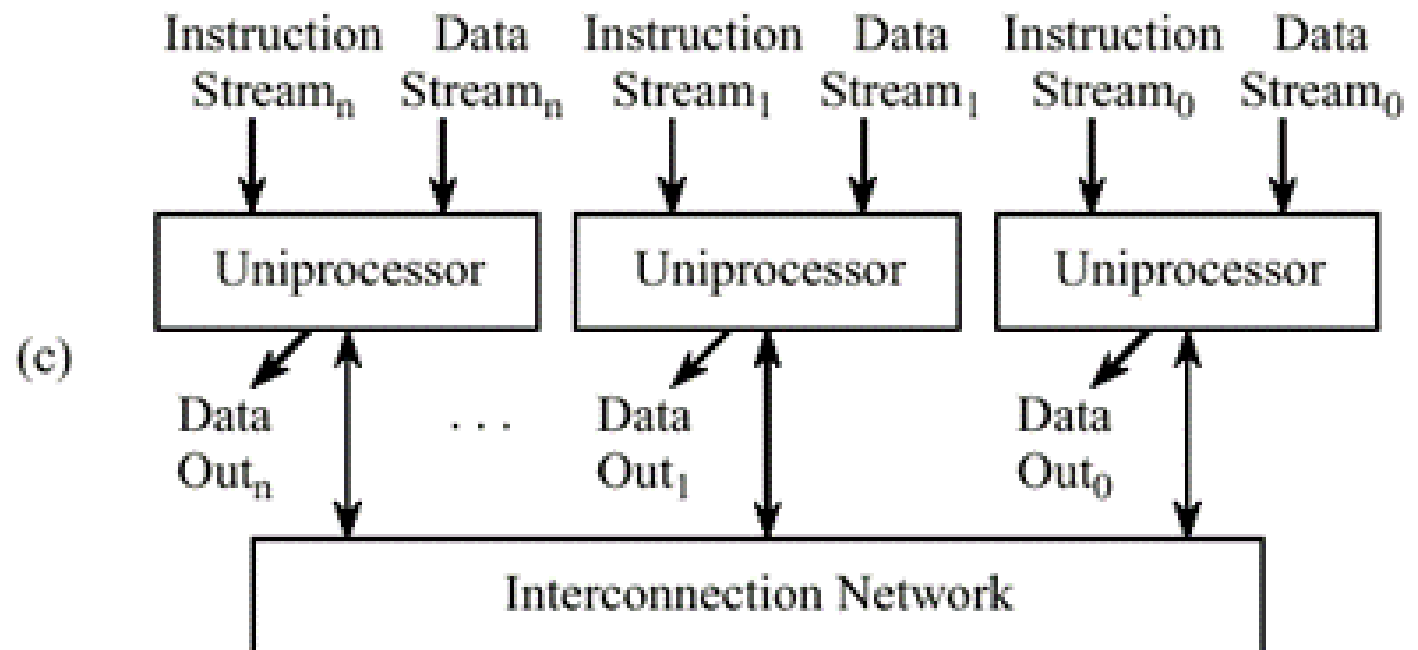 Instruction Data Instruction Data Instruction Data
Streamₙ Streamₙ Stream₁ Stream₁ Stream₀ Stream₀
Uniprocessor Uniprocessor Uniprocessor
(c)
Data ... Data Data
Outₙ Out₁ Out₀
Interconnection Network